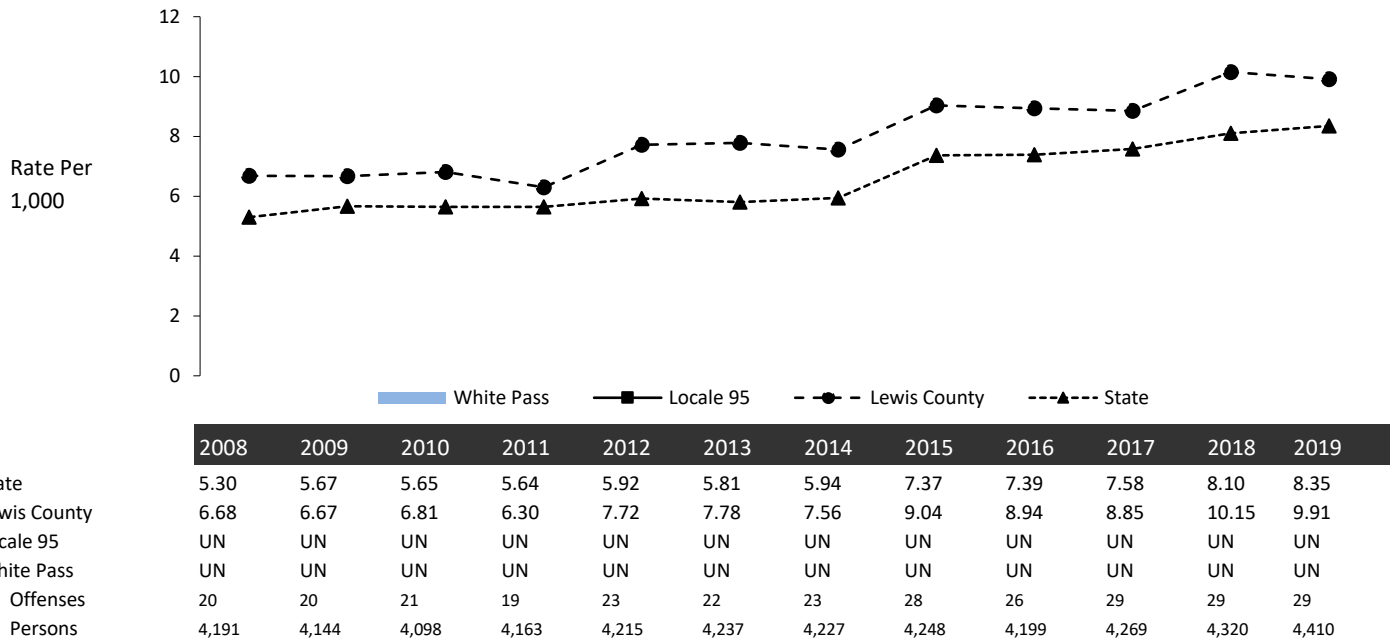 12
10
8
6
4
2
0
Rate Per
1,000
White Pass Locale 95 Lewis County State
2008 2009 2010 2011 2012 2013 2014 2015 2016 2017 2018 2019
ate 5.30 5.67 5.65 5.64 5.92 5.81 5.94 7.37 7.39 7.58 8.10 8.35
wis County 6.68 6.67 6.81 6.30 7.72 7.78 7.56 9.04 8.94 8.85 10.15 9.91
cale 95 UN UN UN UN UN UN UN UN UN UN UN UN
hite Pass UN UN UN UN UN UN UN UN UN UN UN UN
Offenses 20 20 21 19 23 22 23 28 26 29 29 29
Persons 4,191 4,144 4,098 4,163 4,215 4,237 4,227 4,248 4,199 4,269 4,320 4,410